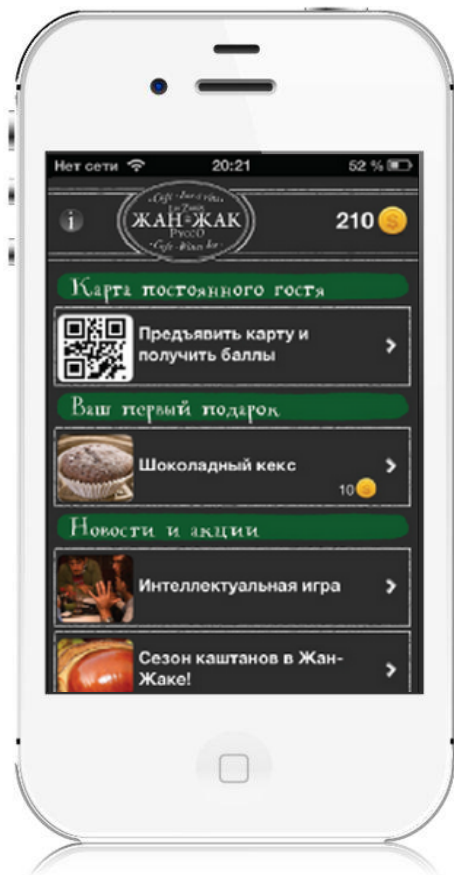 Нет сети 20:21 52 %
ЖАН-ЖАК
РУССО
210
Карта постоянного гостя
Предъявить карту и
получить баллы
Ваш первый подарок
Шоколадный кекс
10
Новости и акции
Интеллектуальная игра
Сезон каштанов в Жан-
Жаке!